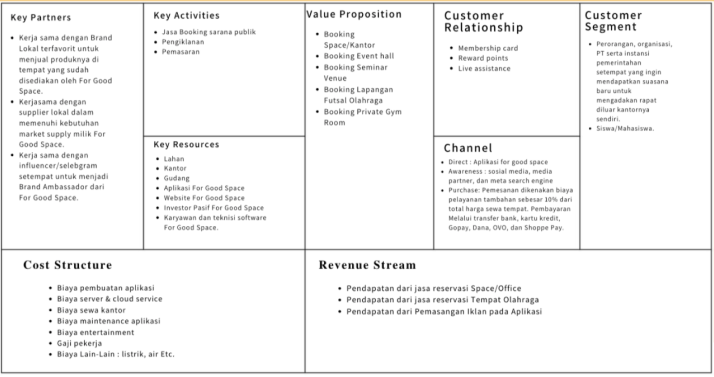 Key Partners
Kerja sama dengan Brand
Lokal terfavorit untuk
menjual produknya di
tempat yang sudah
disediakan oleh For Good
Space.
Kerjasama dengan
supplier lokal dalam
memenuhi kebutuhan
market supply milik For
Good Space.
Kerja sama dengan
influencer/selebgram
setempat untuk menjadi
Brand Ambassador dari
For Good Space.
Key Activities
Jasa Booking sarana publik
Pengiklanan
Pemasaran
Key Resources
Lahan
Kantor
Gudang
Aplikasi For Good Space
Website For Good Space
Investor Pasif For Good Space
Karyawan dan teknisi software
For Good Space.
Value Proposition
Booking
Space/Kantor
Booking Event hall
Booking Seminar
Venue
Booking Lapangan
Futsal Olahraga
Booking Private Gym
Room
Customer
Relationship
Membership card
Reward points
Live assistance
Channel
Direct : Aplikasi for good space
Awareness : sosial media, media
partner, dan meta search engine
Purchase: Pemesanan dikenakan biaya
pelayanan tambahan sebesar 10% dari
total harga sewa tempat. Pembayaran
Melalui transfer bank, kartu kredit,
Gopay, Dana, OVO, dan Shoppe Pay.
Customer
Segment
Perorangan, organisasi,
PT serta instansi
pemerintahan
setempat yang ingin
mendapatkan suasana
baru untuk
mengadakan rapat
diluar kantornya
sendiri.
Siswa/Mahasiswa.
Cost Structure
Biaya pembuatan aplikasi
Biaya server & cloud service
Biaya sewa kantor
Biaya maintenance aplikasi
Biaya entertainment
Gaji pekerja
Biaya Lain-Lain : listrik, air Etc.
Revenue Stream
Pendapatan dari jasa reservasi Space/Office
Pendapatan dari jasa reservasi Tempat Olahraga
Pendapatan dari Pemasangan Iklan pada Aplikasi